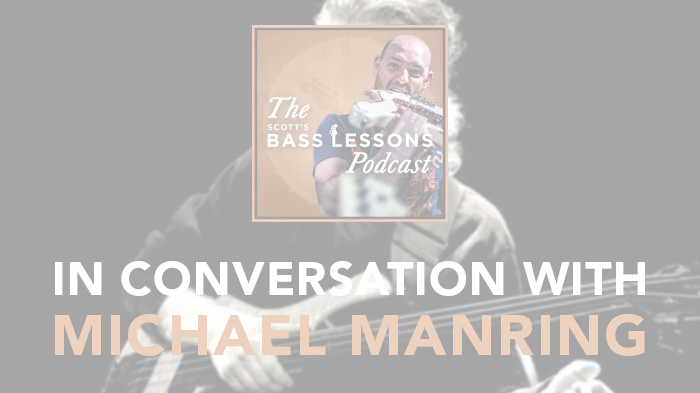 The
SCOTT'S
BASS LESSONS
Podcast
IN CONVERSATION WITH
MICHAEL MANRING